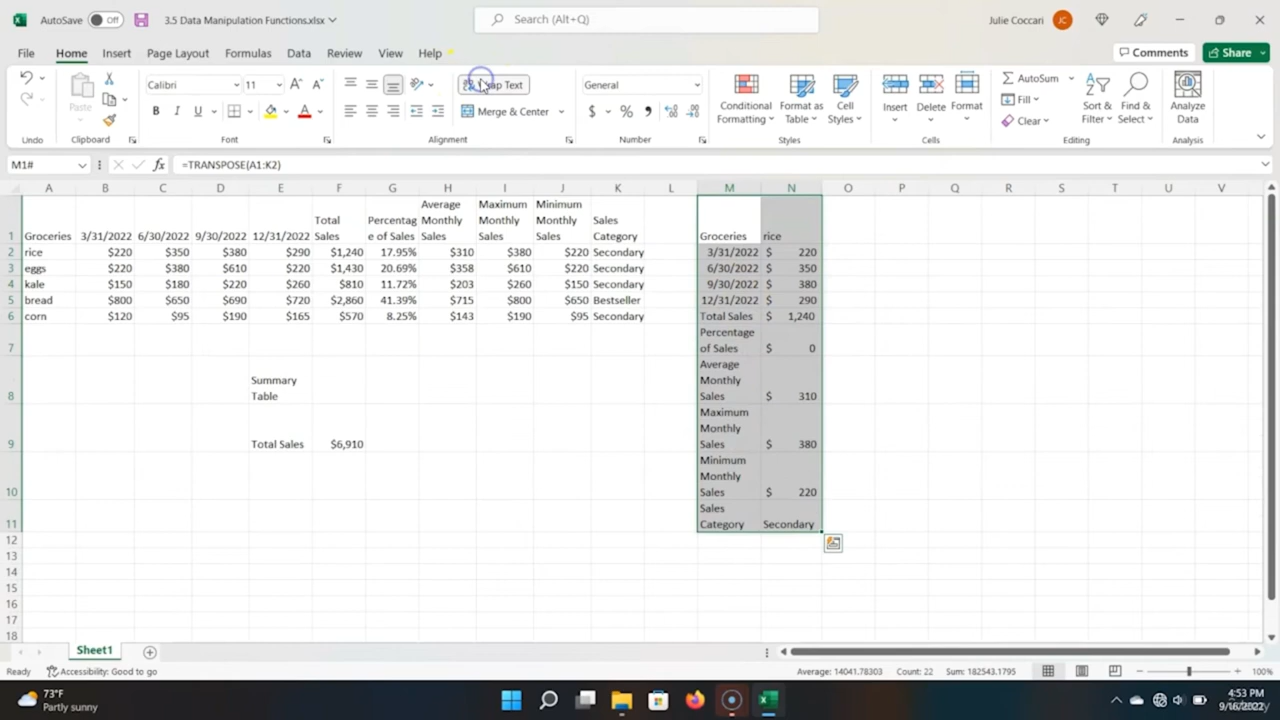 AutoSave Off 3.5 Data Manipulation Functions.xlsx Search (Alt+Q) Julie Coccari JC
File Home Insert Page Layout Formulas Data Review View Help Comments Share
Paste Calibri 11 Wrap Text General Conditional Formatting Format as Table Cell Styles Insert Delete Format AutoSum Sort & Filter Find & Select Analyze Data
B I U A Merge & Center $ % Fill
Clear
Undo Clipboard Font Alignment Number Styles Cells Editing Analysis
M1# fx =TRANSPOSE(A1:K2)
A B C D E F G H I J K L M N O P Q R S T U V
1 Groceries 3/31/2022 6/30/2022 9/30/2022 12/31/2022 Total Sales Percentag e of Sales Average Monthly Sales Maximum Monthly Sales Minimum Monthly Sales Sales Category Groceries rice
2 rice $220 $350 $380 $290 $1,240 17.95% $310 $380 $220 Secondary 3/31/2022 $ 220
3 eggs $220 $380 $610 $220 $1,430 20.69% $358 $610 $220 Secondary 6/30/2022 $ 350
4 kale $150 $180 $220 $260 $810 11.72% $203 $260 $150 Secondary 9/30/2022 $ 380
5 bread $800 $650 $690 $720 $2,860 41.39% $715 $800 $650 Bestseller 12/31/2022 $ 290
6 corn $120 $95 $190 $165 $570 8.25% $143 $190 $95 Secondary Total Sales $ 1,240
7 Percentage of Sales $ 0
8 Summary Table Average Monthly Sales $ 310
9 Total Sales $6,910 Maximum Monthly Sales $ 380
10 Minimum Monthly Sales $ 220
11 Sales Category Secondary
12
13
14
15
16
17
18
Sheet1
Ready Accessibility: Good to go Average: 14041.78303 Count: 22 Sum: 182543.1795 100%
73°F
Partly sunny
4:53 PM
9/16/2022